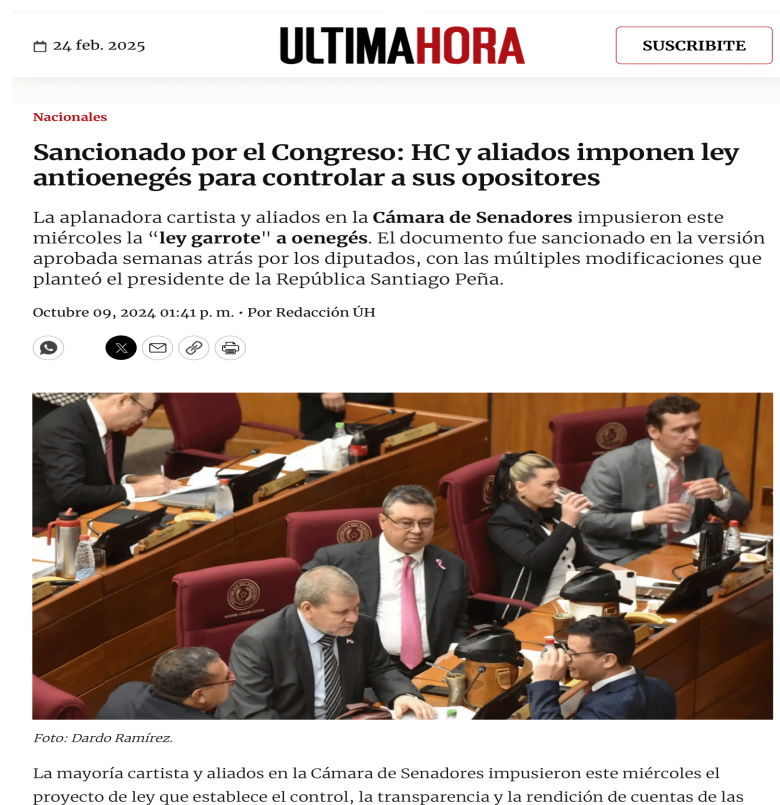 24 feb. 2025
ULTIMAHORA
SUSCRIBITE
Nacionales
Sancionado por el Congreso: HC y aliados imponen ley
antioenegés para controlar a sus opositores
La aplanadora cartista y aliados en la Cámara de Senadores impusieron este
miércoles la “ley garrote" a oenegés. El documento fue sancionado en la versión
aprobada semanas atrás por los diputados, con las múltiples modificaciones que
planteó el presidente de la República Santiago Peña.
Octubre 09, 2024 01:41 p. m. • Por Redacción ÚH
Foto: Dardo Ramírez.
La mayoría cartista y aliados en la Cámara de Senadores impusieron este miércoles el
proyecto de ley que establece el control, la transparencia y la rendición de cuentas de las